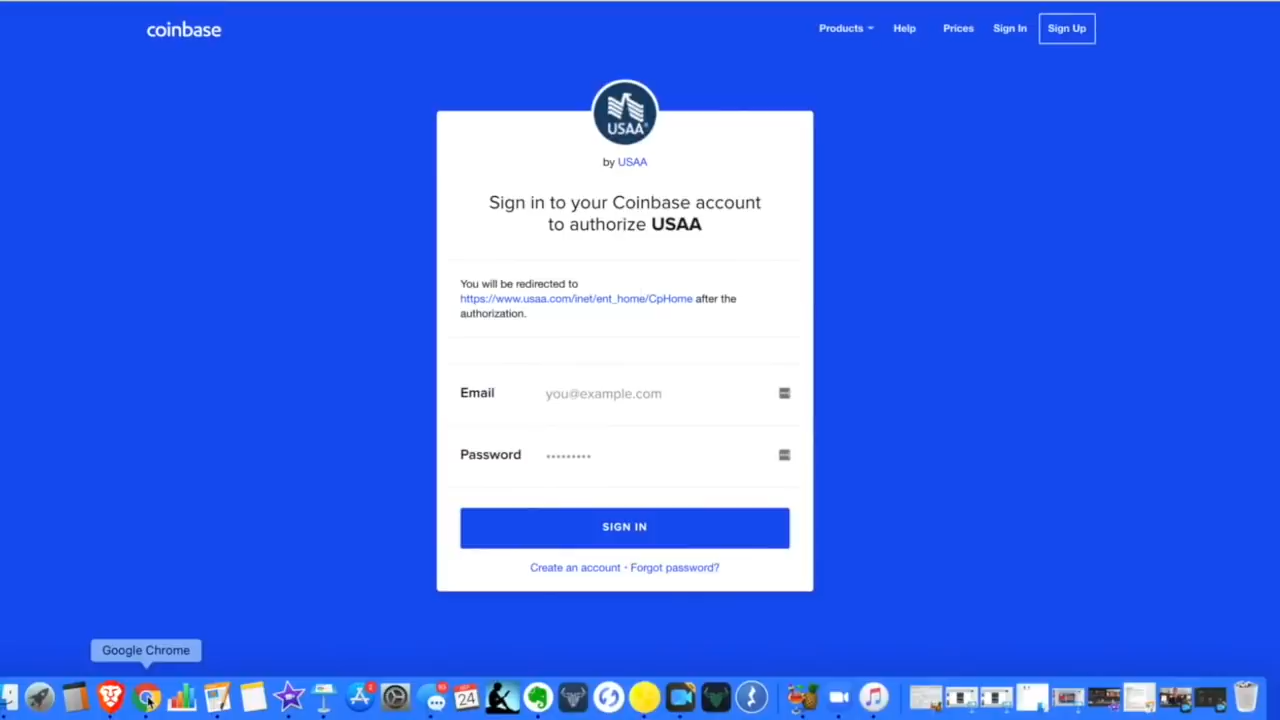 coinbase
Products
Help
Prices
Sign In
Sign Up
USAA
by USAA
Sign in to your Coinbase account
to authorize USAA
You will be redirected to
https://www.usaa.com/inet/ent_home/CpHome after the
authorization.
Email
you@example.com
Password
SIGN IN
Create an account · Forgot password?
Google Chrome
24